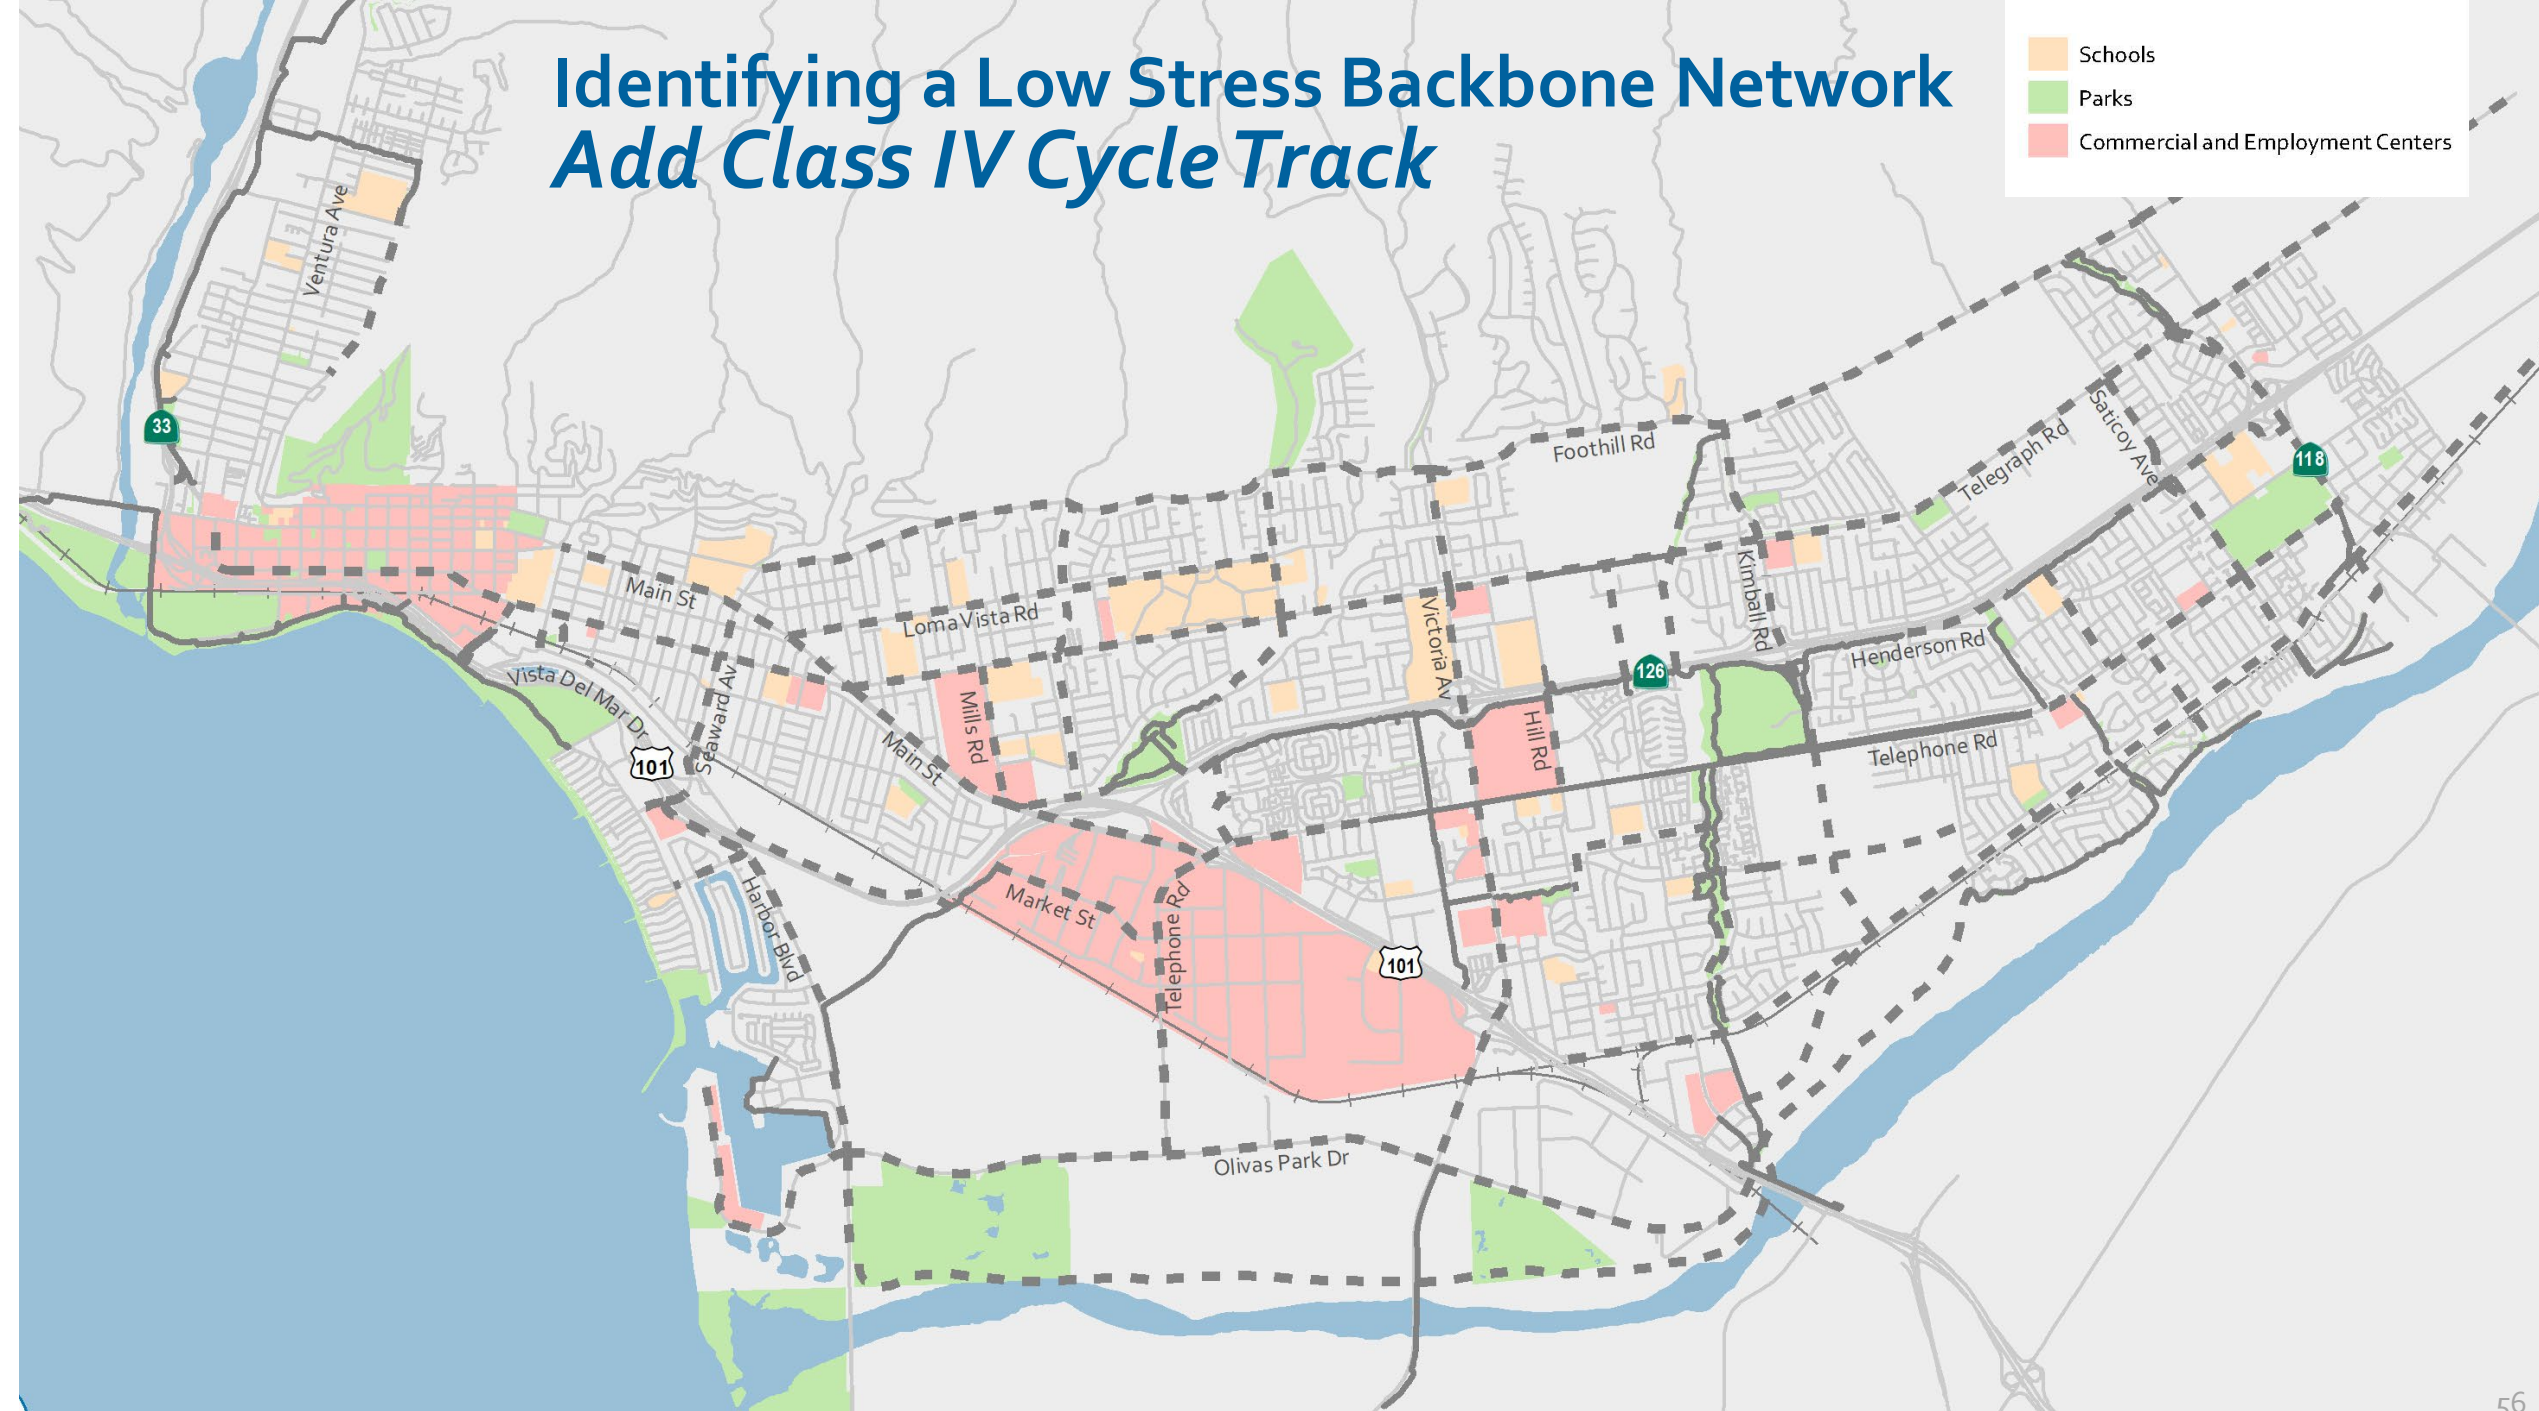 Identifying a Low Stress Backbone Network
Add Class IV Cycle Track
Schools
Parks
Commercial and Employment Centers
Ventura Ave
33
Foothill Rd
Telegraph Rd
Saticoy Ave
118
Main St
Loma Vista Rd
Victoria Av
Kimball Rd
126
Henderson Rd
Vista Del Mar Dr
Seaward Av
101
Mills Rd
Main St
Hill Rd
Telephone Rd
Harbor Blvd
Market St
Telephone Rd
101
Olivas Park Dr
56